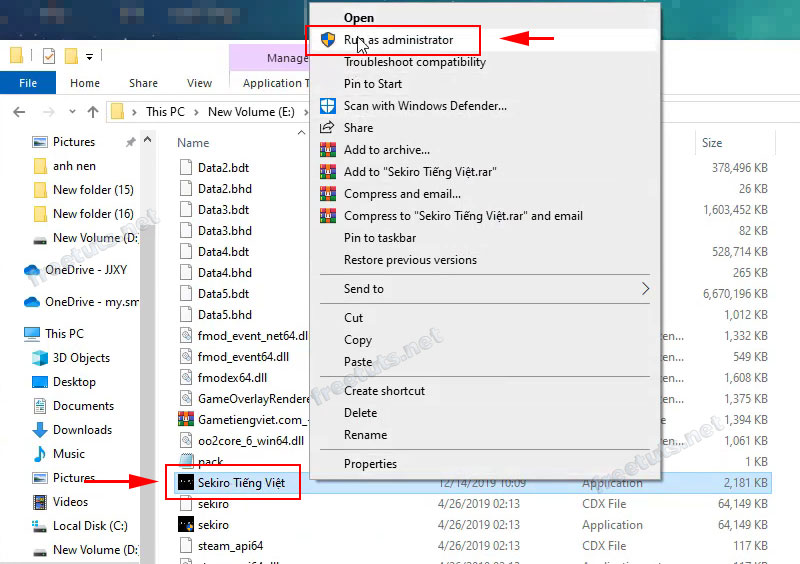 Open
Run as administrator
Troubleshoot compatibility
Pin to Start
Scan with Windows Defender...
Share
Add to archive...
Add to "Sekiro Tiếng Việt.rar"
Compress and email...
Compress to "Sekiro Tiếng Việt.rar" and email
Pin to taskbar
Restore previous versions
Send to
Cut
Copy
Paste
Create shortcut
Delete
Rename
Properties
Manage
File Home Share View Application T
This PC New Volume (E:)
Pictures
anh nen
New folder (15)
New folder (16)
New Volume (D:
OneDrive - JJXY
OneDrive - my.sm
This PC
3D Objects
Desktop
Documents
Downloads
Music
Pictures
Videos
Local Disk (C:)
New Volume (D:
Name Size
Data2.bdt 378,496 KB
Data2.bhd 26 KB
Data3.bdt 1,603,452 KB
Data3.bhd 82 KB
Data4.bdt 528,714 KB
Data4.bhd 265 KB
Data5.bdt 6,670,196 KB
Data5.bhd 1,012 KB
fmod_event_net64.dll en... 1,332 KB
fmod_event64.dll en... 549 KB
fmodex64.dll en... 1,608 KB
GameOverlayRendere en... 1,375 KB
Gametiengviet.com_- e 1,394 KB
oo2core_6_win64.dll en... 1,061 KB
pack 1 KB
Sekiro Tiếng Việt 12/14/2019 10:09 Application 2,181 KB
sekiro 4/26/2019 02:13 CDX File 64,149 KB
sekiro 4/26/2019 02:13 Application 64,149 KB
steam_api64 4/26/2019 02:13 CDX File 117 KB
freetuts.net
freetuts.net
freetuts.net